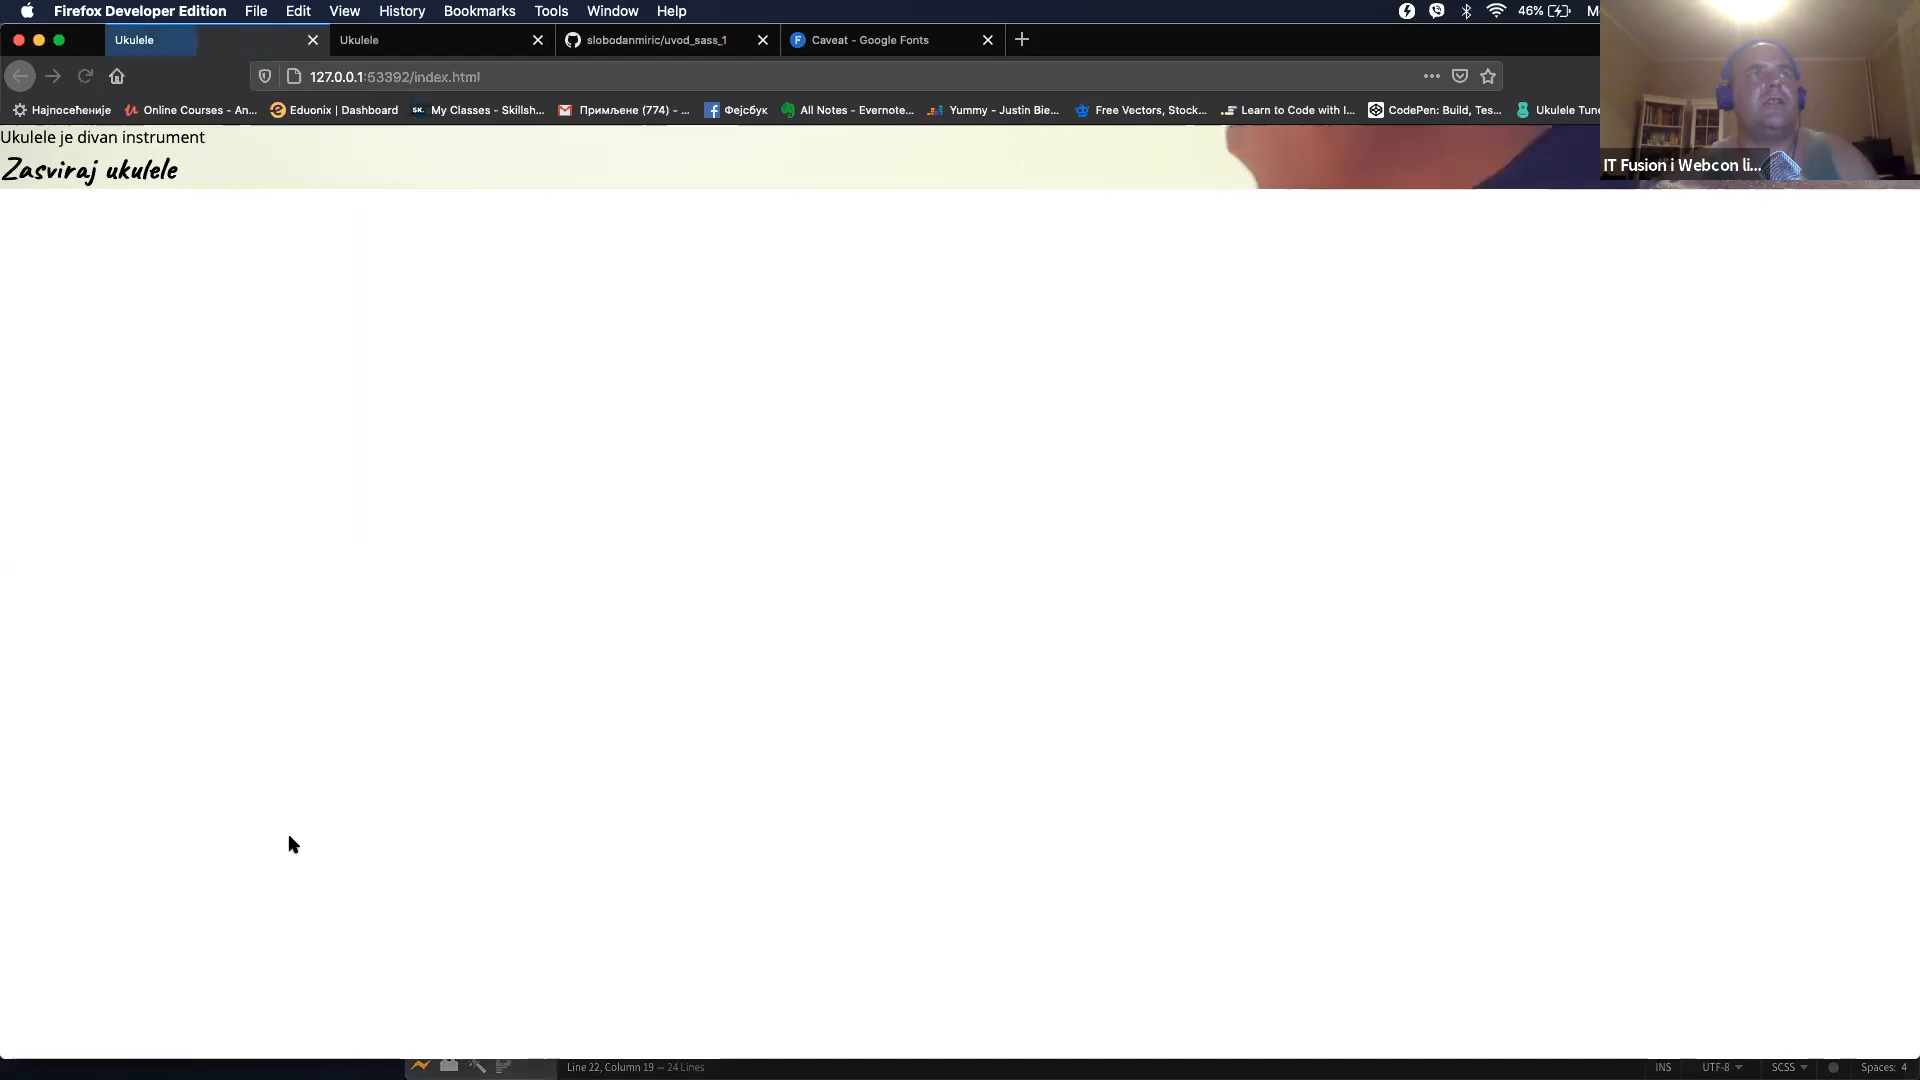 Firefox Developer Edition File Edit View History Bookmarks Tools Window Help 46%
Ukulele Ukulele slobodanmiric/uvod_sass_1 Caveat - Google Fonts
127.0.0.1:53392/index.html
Најпосећеније Online Courses - An... Eduonix | Dashboard SK. My Classes - Skillsh... Примљене (774) - ... Фејсбук All Notes - Evernote... Yummy - Justin Bie... Free Vectors, Stock... Learn to Code with I... CodePen: Build, Tes... Ukulele Tune
IT Fusion i Webcon li...
Ukulele je divan instrument
Zasviraj ukulele
Line 22, Column 19 — 24 Lines INS UTF-8 SCSS Spaces: 4